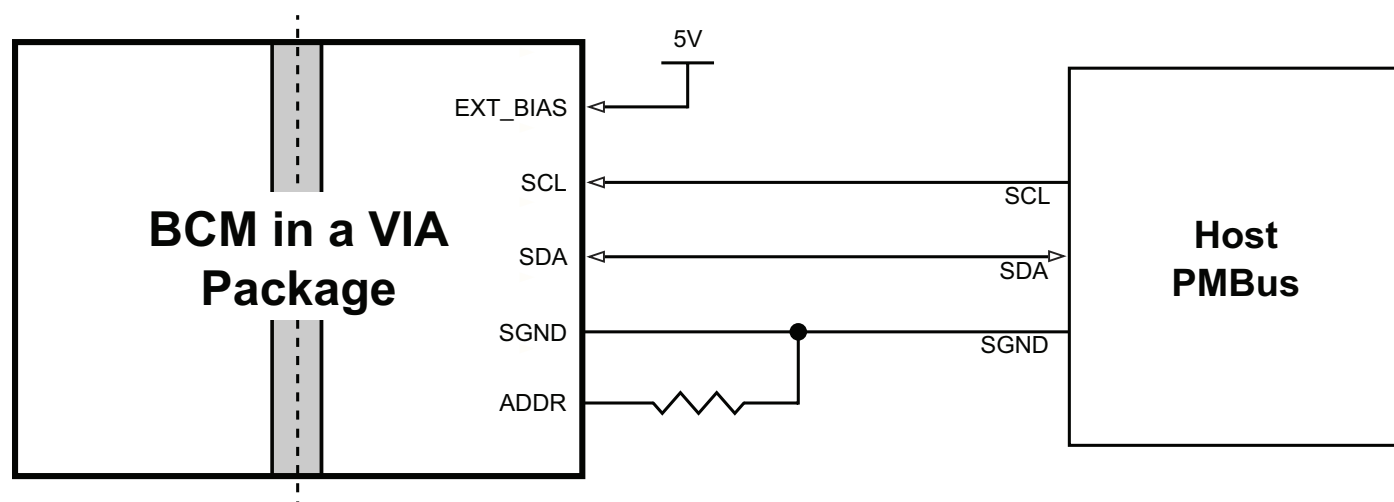 5V
EXT_BIAS
SCL
SCL
BCM in a VIA
Package
SDA
SDA
Host
PMBus
SGND
SGND
ADDR